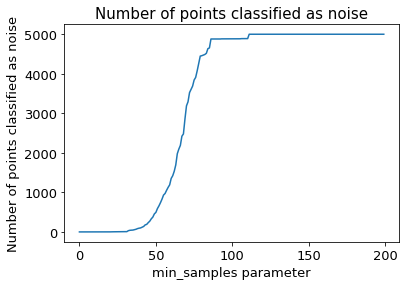 Number of points classified as noise
Number of points classified as noise
5000
4000
3000
2000
1000
0
0 50 100 150 200
min_samples parameter